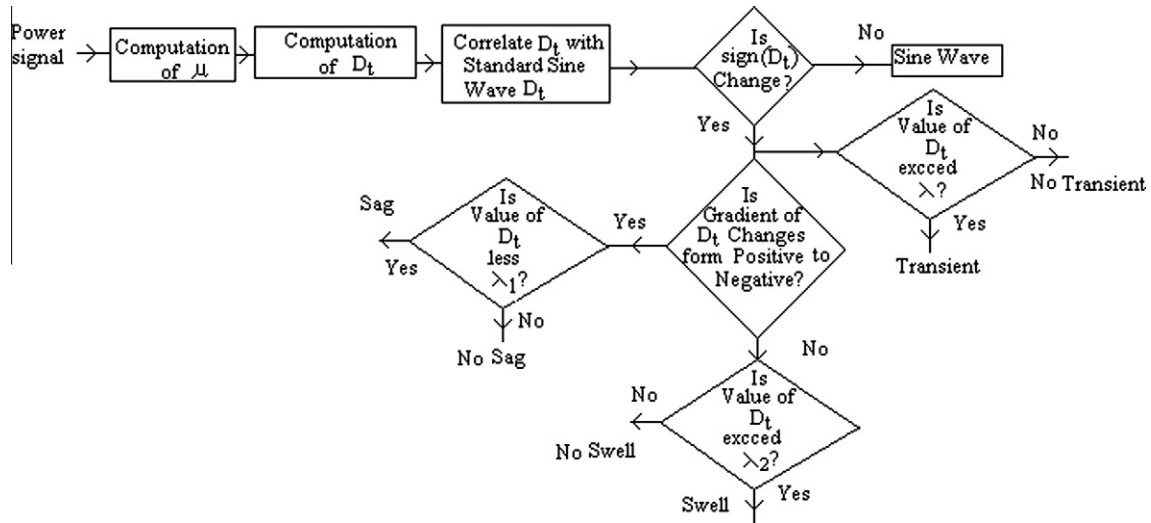 Power
signal
Computation
of μ
Computation
of Dt
Correlate Dt with
Standard Sine
Wave Dt
Is
sign(Dt)
Change?
No
Sine Wave
Yes
Is
Value of
Dt
excced
λ?
No
No Transient
Yes
Transient
Is
Gradient of
Dt Changes
form Positive to
Negative?
Yes
Is
Value of
Dt
less
λ1?
Sag
Yes
No
No Sag
No
Is
Value of
Dt
excced
λ2?
No
No Swell
Yes
Swell